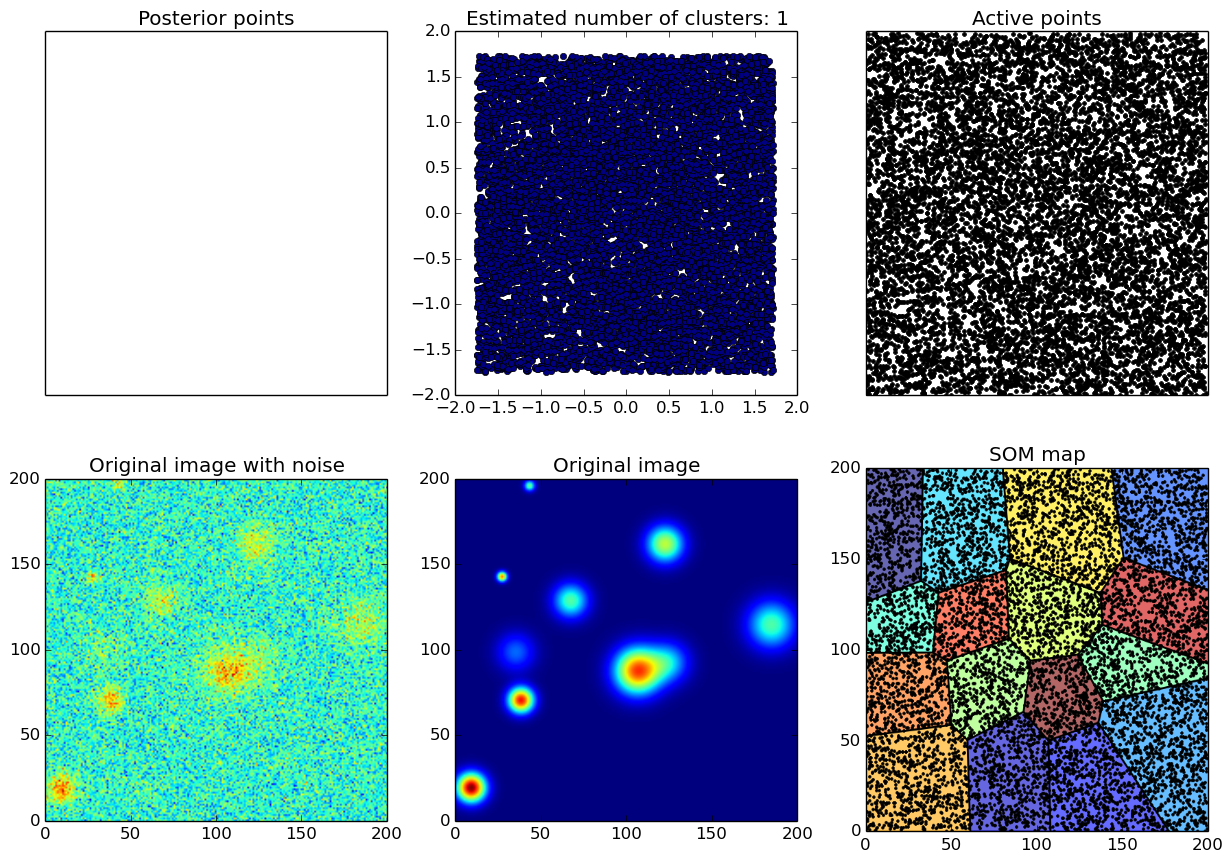 Posterior points
Estimated number of clusters: 1
Active points
2.0
1.5
1.0
0.5
0.0
−0.5
−1.0
−1.5
−2.0
−2.0 −1.5 −1.0 −0.5 0.0 0.5 1.0 1.5 2.0
Original image with noise
200
150
100
50
0
0 50 100 150 200
Original image
200
150
100
50
0
0 50 100 150 200
SOM map
200
150
100
50
0
0 50 100 150 200